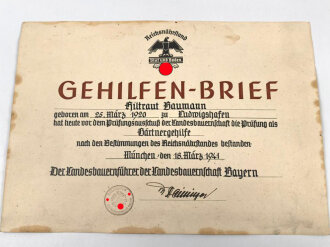 Reichsnährstand
Blut und Boden
GEHILFEN-BRIEF
Hiltraut Baumann
geboren am 25. März 1920 zu Ludwigshafen
hat heute vor dem Prüfungsausschuß der Landesbauernschaft die Prüfung als
Gärtnergehilfe
nach den Bestimmungen des Reichsnährstandes bestanden.
München, den 18. März 1941
Der Landesbauernführer der Landesbauernschaft Bayern